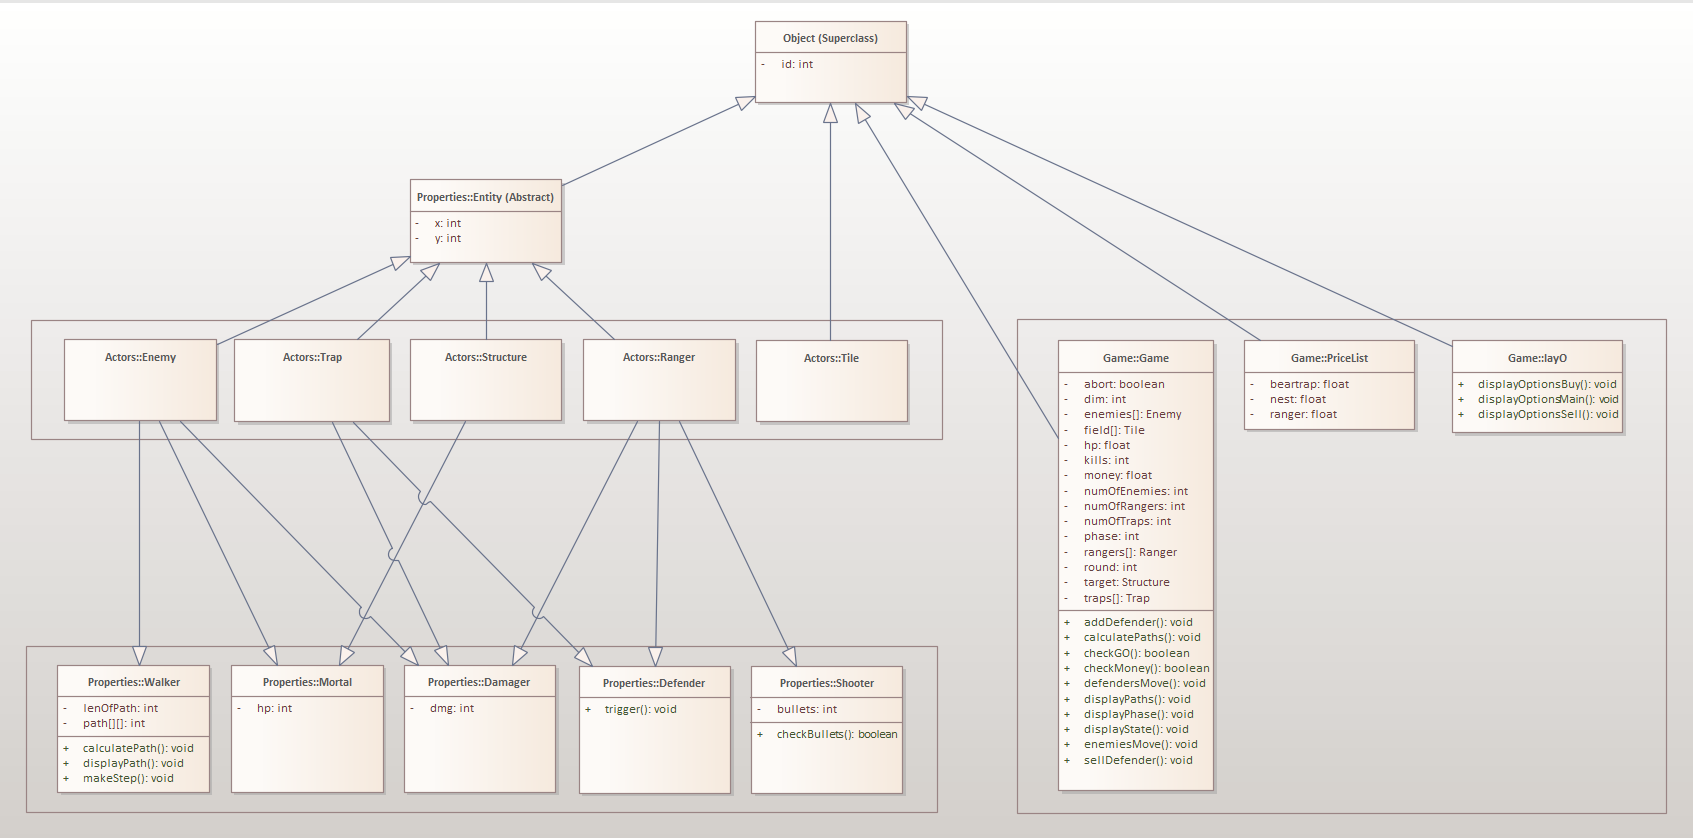 Object (Superclass)
- id: int
Properties::Entity (Abstract)
- x: int
- y: int
Actors::Enemy
Actors::Trap
Actors::Structure
Actors::Ranger
Actors::Tile
Game::Game
- abort: boolean
- dim: int
- enemies[]: Enemy
- field[]: Tile
- hp: float
- kills: int
- money: float
- numOfEnemies: int
- numOfRangers: int
- numOfTraps: int
- phase: int
- rangers[]: Ranger
- round: int
- target: Structure
- traps[]: Trap
+ addDefender(): void
+ calculatePaths(): void
+ checkGO(): boolean
+ checkMoney(): boolean
+ defendersMove(): void
+ displayPaths(): void
+ displayPhase(): void
+ displayState(): void
+ enemiesMove(): void
+ sellDefender(): void
Game::PriceList
- beartrap: float
- nest: float
- ranger: float
Game::layO
+ displayOptionsBuy(): void
+ displayOptionsMain(): void
+ displayOptionsSell(): void
Properties::Walker
- lenOfPath: int
- path[][]: int
+ calculatePath(): void
+ displayPath(): void
+ makeStep(): void
Properties::Mortal
- hp: int
Properties::Damager
- dmg: int
Properties::Defender
+ trigger(): void
Properties::Shooter
- bullets: int
+ checkBullets(): boolean